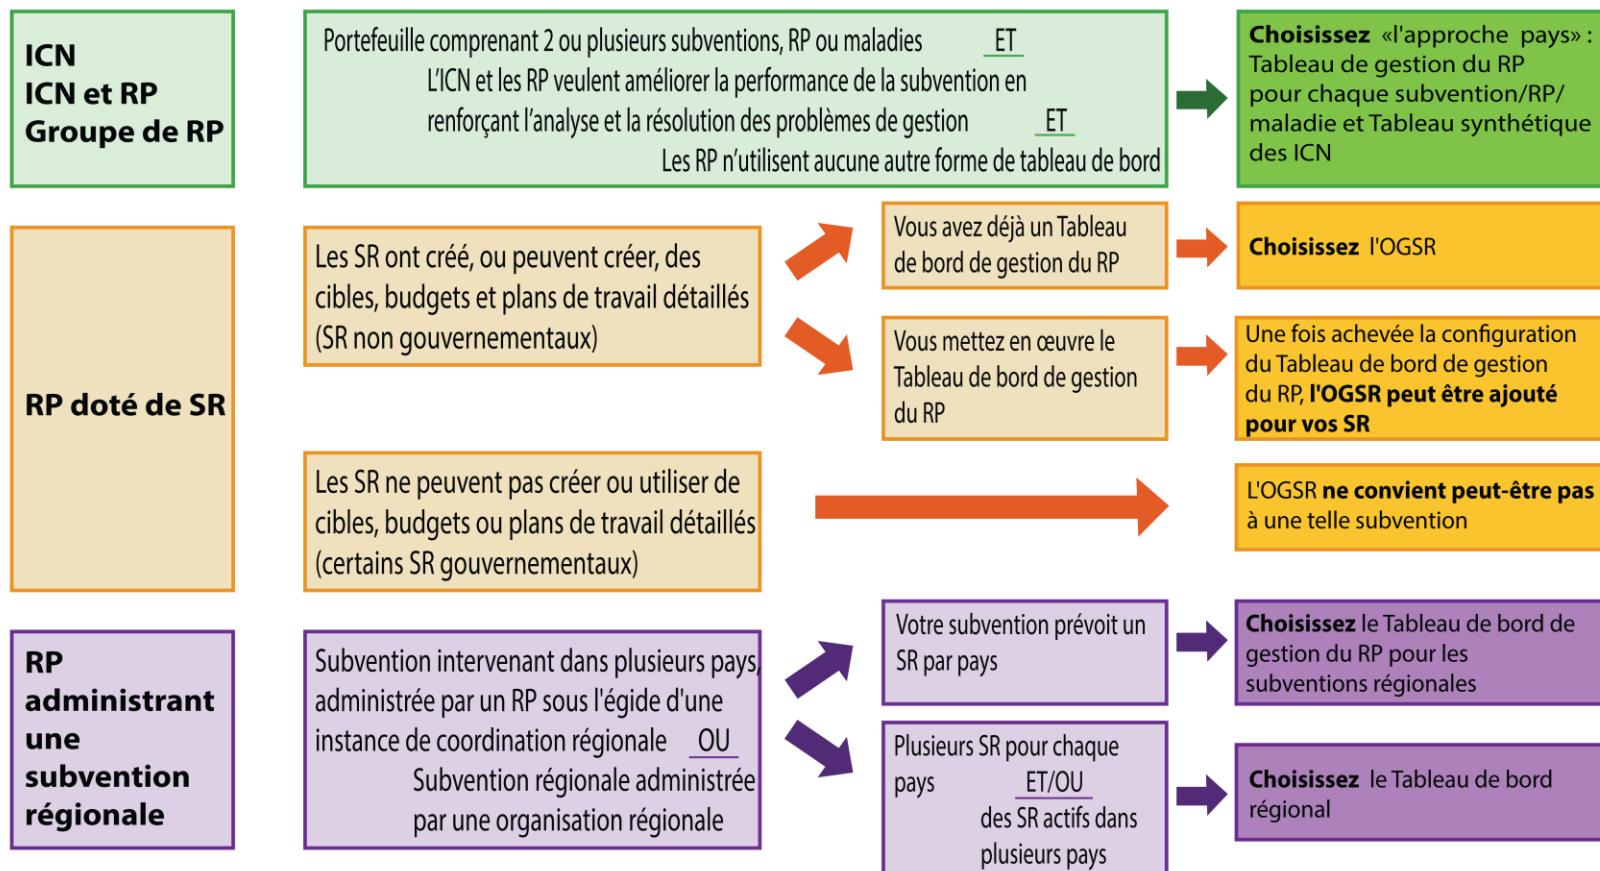 ICN
ICN et RP
Groupe de RP
Portefeuille comprenant 2 ou plusieurs subventions, RP ou maladies ET
L’ICN et les RP veulent améliorer la performance de la subvention en
renforçant l’analyse et la résolution des problèmes de gestion ET
Les RP n’utilisent aucune autre forme de tableau de bord
Choisissez «l'approche pays» :
Tableau de gestion du RP
pour chaque subvention/RP/
maladie et Tableau synthétique
des ICN
RP doté de SR
Les SR ont créé, ou peuvent créer, des
cibles, budgets et plans de travail détaillés
(SR non gouvernementaux)
Vous avez déjà un Tableau
de bord de gestion du RP
Choisissez l'OGSR
Vous mettez en œuvre le
Tableau de bord de gestion
du RP
Une fois achevée la configuration
du Tableau de bord de gestion
du RP, l'OGSR peut être ajouté
pour vos SR
Les SR ne peuvent pas créer ou utiliser de
cibles, budgets ou plans de travail détaillés
(certains SR gouvernementaux)
L'OGSR ne convient peut-être pas
à une telle subvention
RP
administrant
une
subvention
régionale
Subvention intervenant dans plusieurs pays,
administrée par un RP sous l'égide d'une
instance de coordination régionale OU
Subvention régionale administrée
par une organisation régionale
Votre subvention prévoit un
SR par pays
Choisissez le Tableau de bord de
gestion du RP pour les
subventions régionales
Plusieurs SR pour chaque
pays ET/OU
des SR actifs dans
plusieurs pays
Choisissez le Tableau de bord
régional